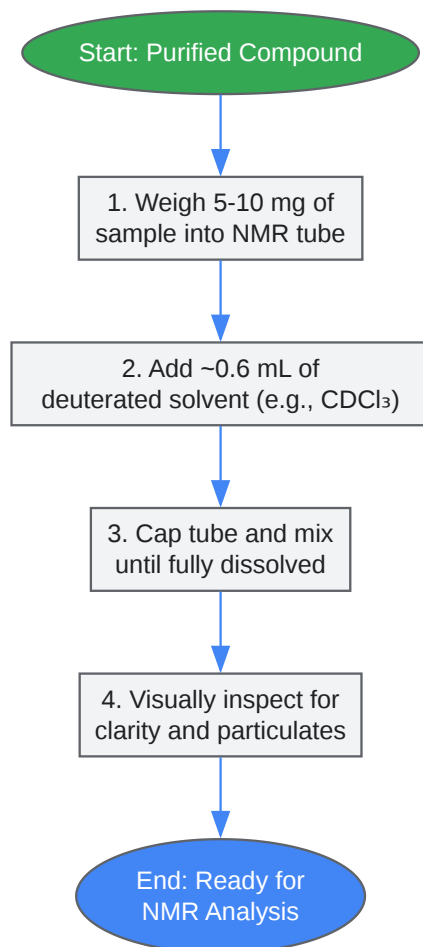 Start: Purified Compound
1. Weigh 5-10 mg of
sample into NMR tube
2. Add ~0.6 mL of
deuterated solvent (e.g., CDCl₃)
3. Cap tube and mix
until fully dissolved
4. Visually inspect for
clarity and particulates
End: Ready for
NMR Analysis